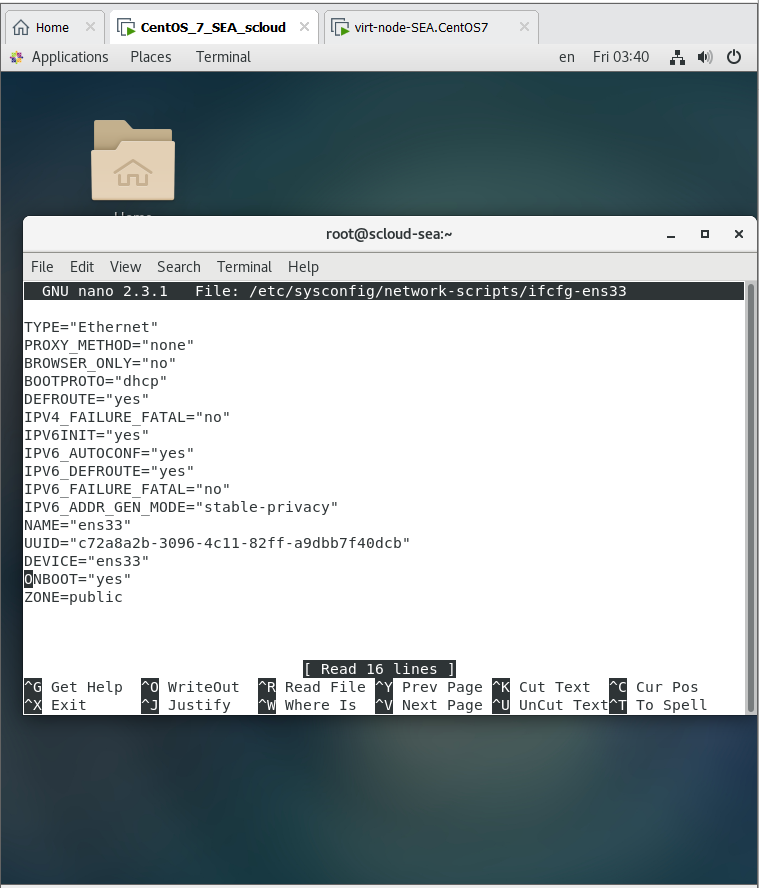 Home
CentOS_7_SEA_scloud
virt-node-SEA.CentOS7
Applications Places Terminal en Fri 03:40
root@scloud-sea:~
File Edit View Search Terminal Help
GNU nano 2.3.1 File: /etc/sysconfig/network-scripts/ifcfg-ens33
TYPE="Ethernet"
PROXY_METHOD="none"
BROWSER_ONLY="no"
BOOTPROTO="dhcp"
DEFROUTE="yes"
IPV4_FAILURE_FATAL="no"
IPV6INIT="yes"
IPV6_AUTOCONF="yes"
IPV6_DEFROUTE="yes"
IPV6_FAILURE_FATAL="no"
IPV6_ADDR_GEN_MODE="stable-privacy"
NAME="ens33"
UUID="c72a8a2b-3096-4c11-82ff-a9dbb7f40dcb"
DEVICE="ens33"
ONBOOT="yes"
ZONE=public
[ Read 16 lines ]
^G Get Help ^O WriteOut ^R Read File ^Y Prev Page ^K Cut Text ^C Cur Pos
^X Exit ^J Justify ^W Where Is ^V Next Page ^U UnCut Text ^T To Spell